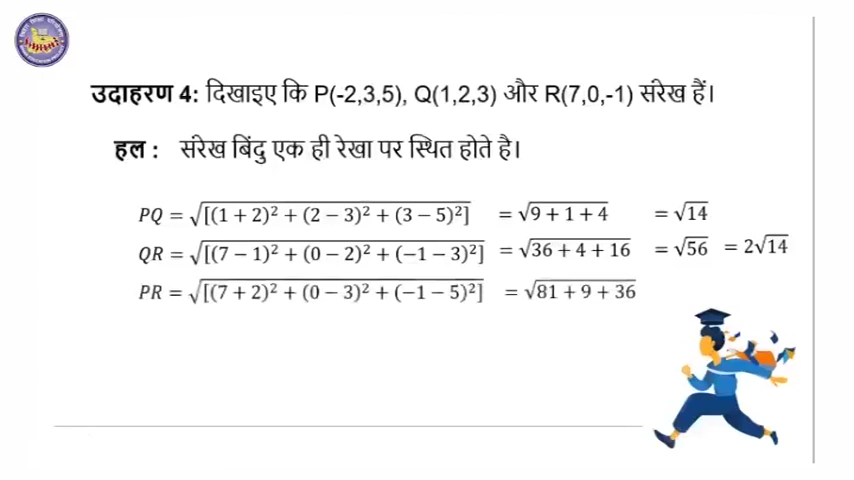 उदाहरण 4: दिखाइए कि P(-2,3,5), Q(1,2,3) और R(7,0,-1) संरेख हैं।
हल : संरेख बिंदु एक ही रेखा पर स्थित होते है।
PQ = √[(1 + 2)² + (2 − 3)² + (3 − 5)²] = √9 + 1 + 4 = √14
QR = √[(7 − 1)² + (0 − 2)² + (−1 − 3)²] = √36 + 4 + 16 = √56 = 2√14
PR = √[(7 + 2)² + (0 − 3)² + (−1 − 5)²] = √81 + 9 + 36